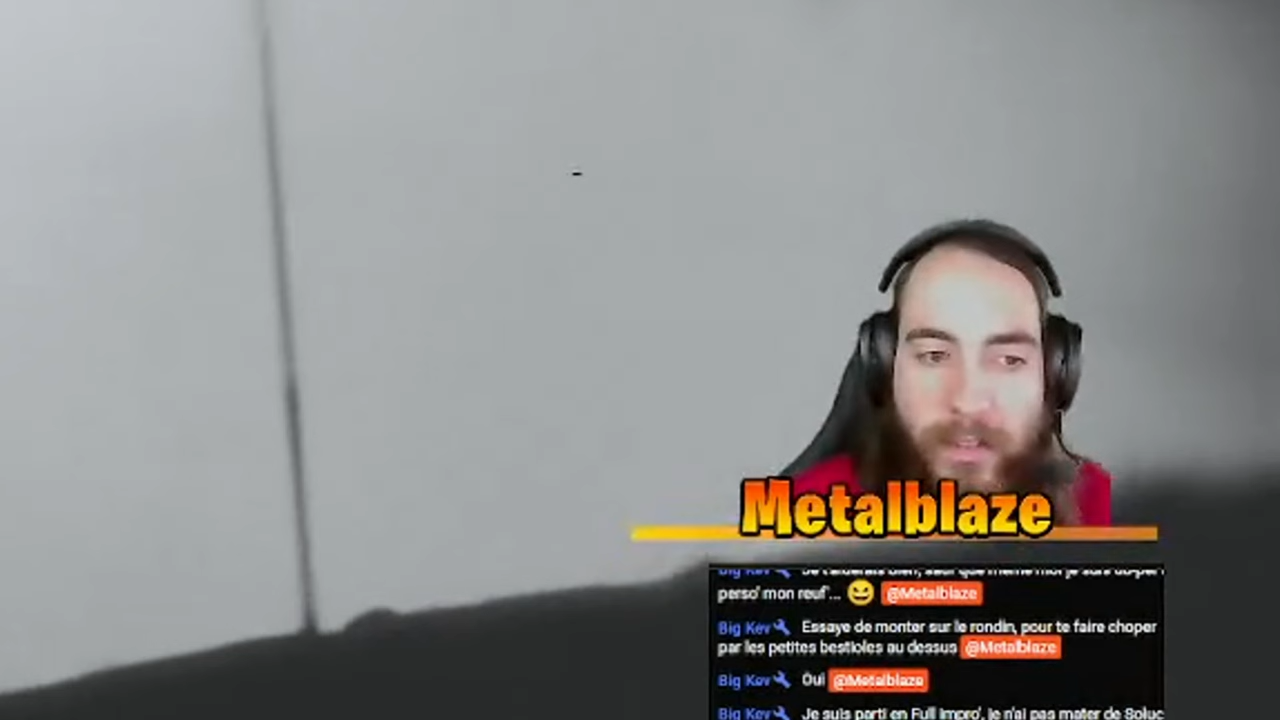 Metalblaze
Big Kev
perso' mon reuf'... @Metalblaze
Big Kev Essaye de monter sur le rondin, pour te faire choper
par les petites bestioles au dessus @Metalblaze
Big Kev Oui @Metalblaze
Big Kev Je suis parti en Full Impro', je n'ai pas mater de Soluc